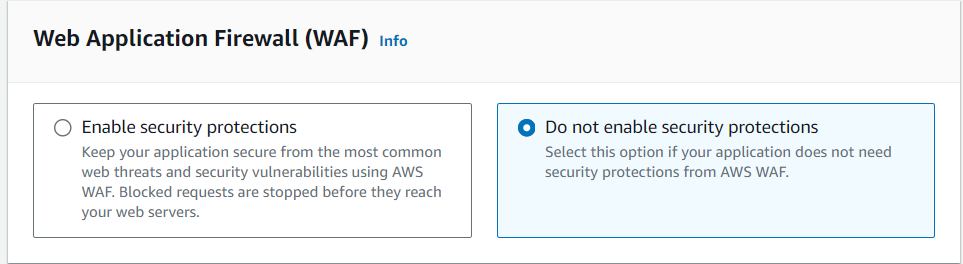 Web Application Firewall (WAF) Info
Enable security protections
Keep your application secure from the most common
web threats and security vulnerabilities using AWS
WAF. Blocked requests are stopped before they reach
your web servers.
Do not enable security protections
Select this option if your application does not need
security protections from AWS WAF.